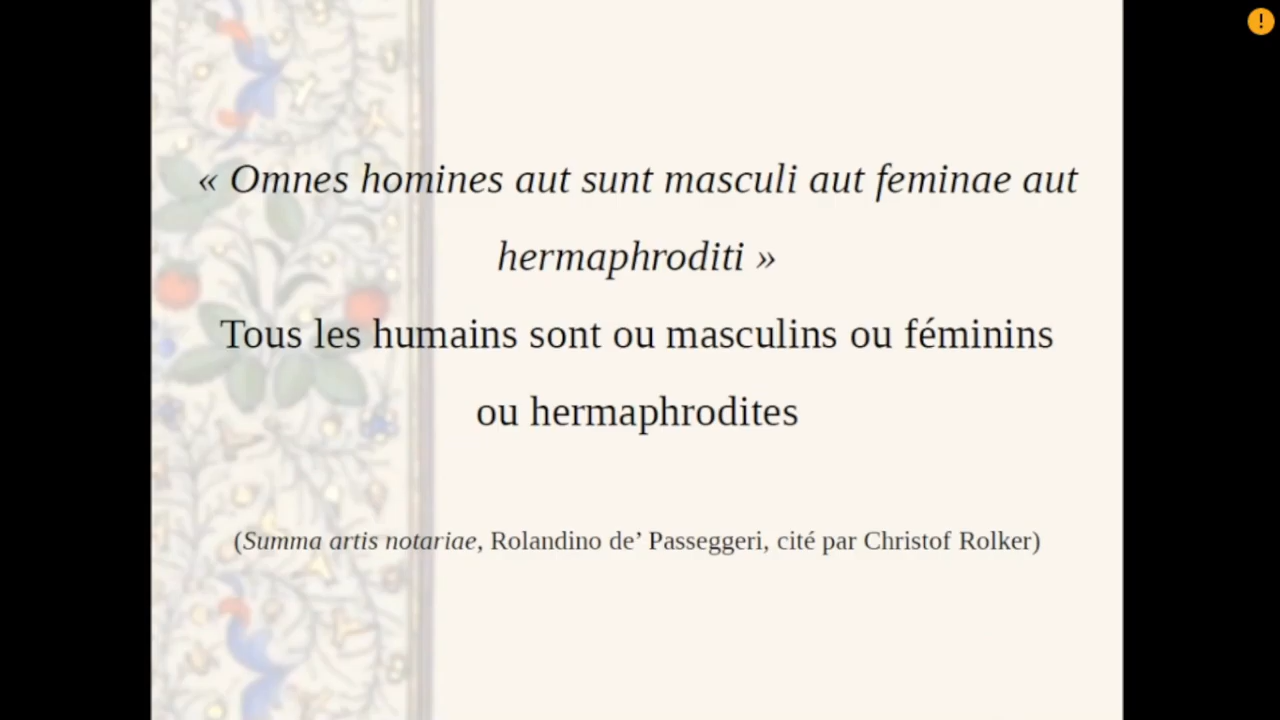 « Omnes homines aut sunt masculi aut feminae aut
hermaphroditi »
Tous les humains sont ou masculins ou féminins
ou hermaphrodites
(Summa artis notariae, Rolandino de’ Passeggeri, cité par Christof Rolker)
!